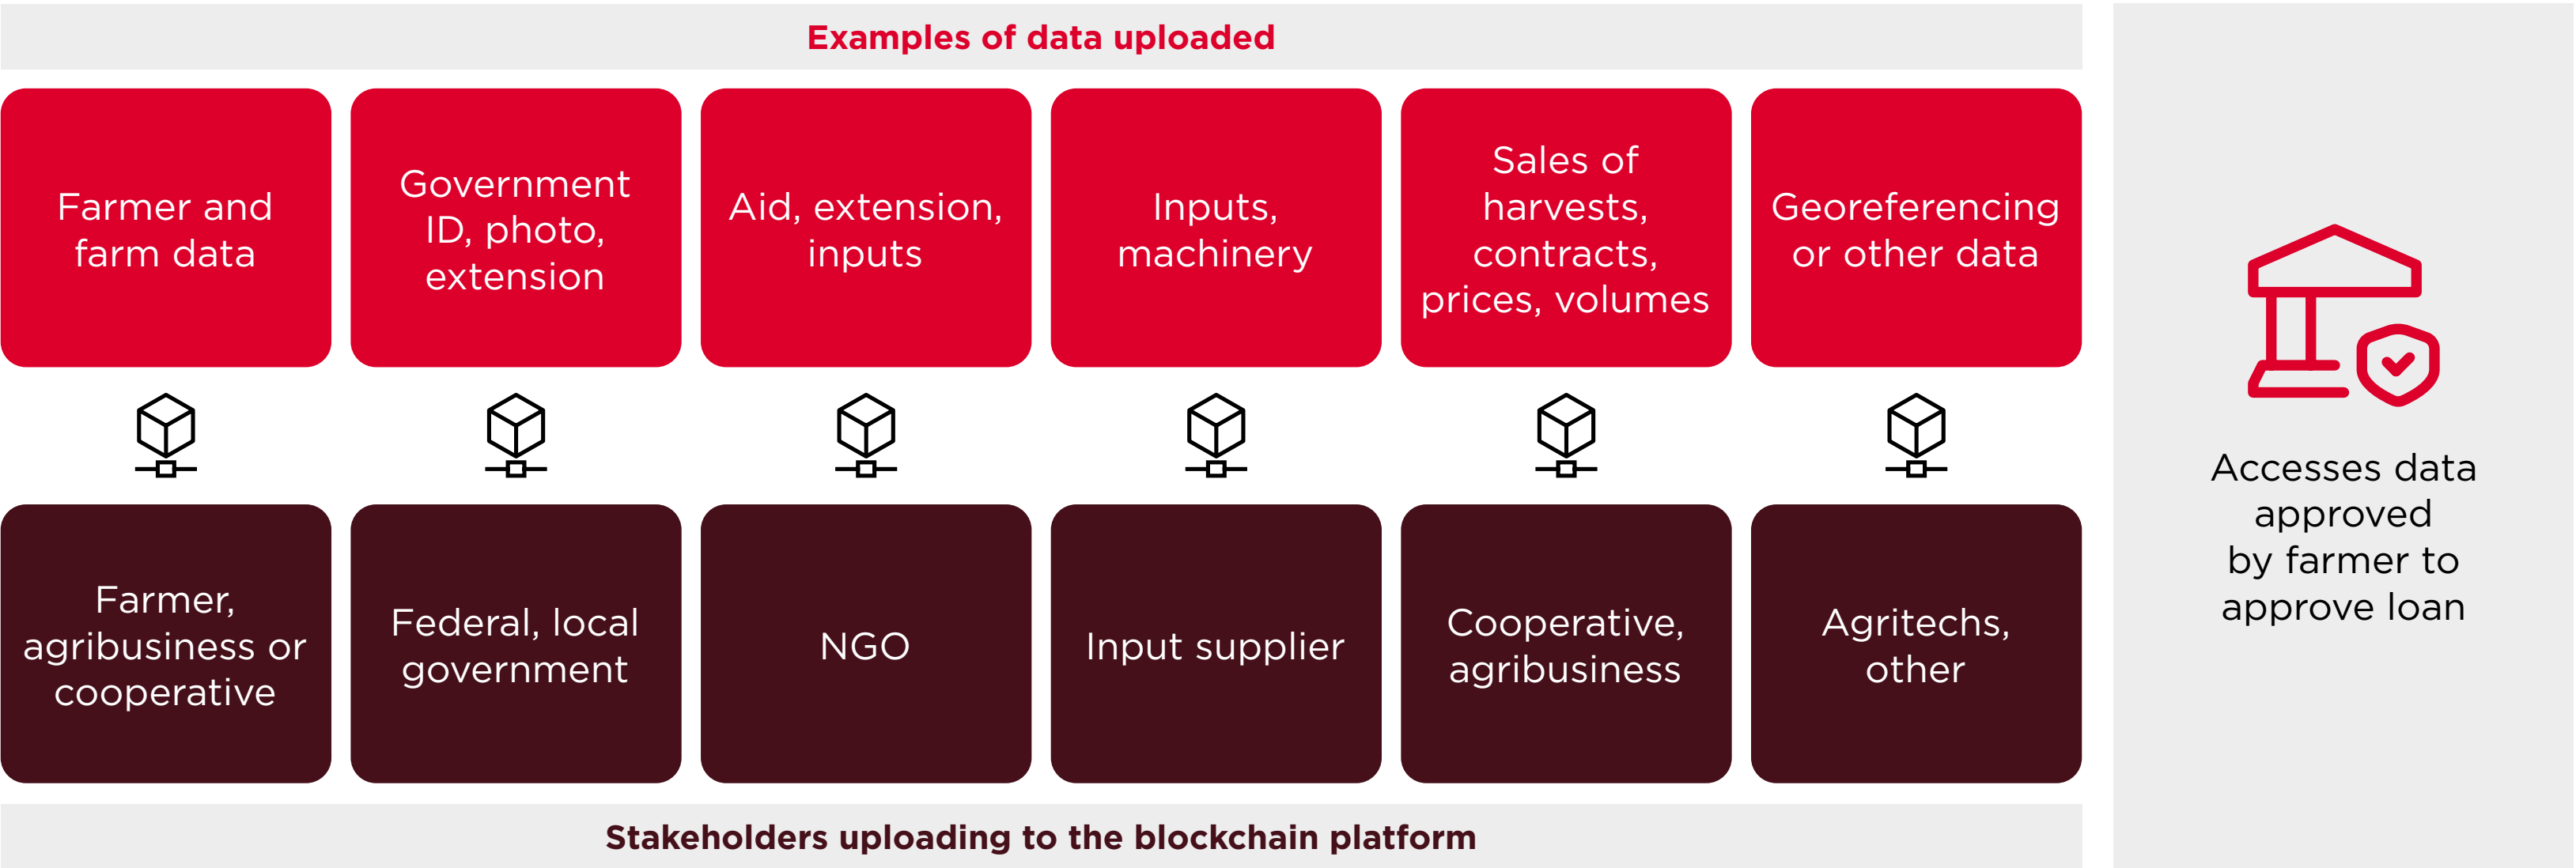 Examples of data uploaded
Farmer and
farm data
Government
ID, photo,
extension
Aid, extension,
inputs
Inputs,
machinery
Sales of
harvests,
contracts,
prices, volumes
Georeferencing
or other data
Farmer,
agribusiness or
cooperative
Federal, local
government
NGO
Input supplier
Cooperative,
agribusiness
Agritechs,
other
Stakeholders uploading to the blockchain platform
Accesses data
approved
by farmer to
approve loan